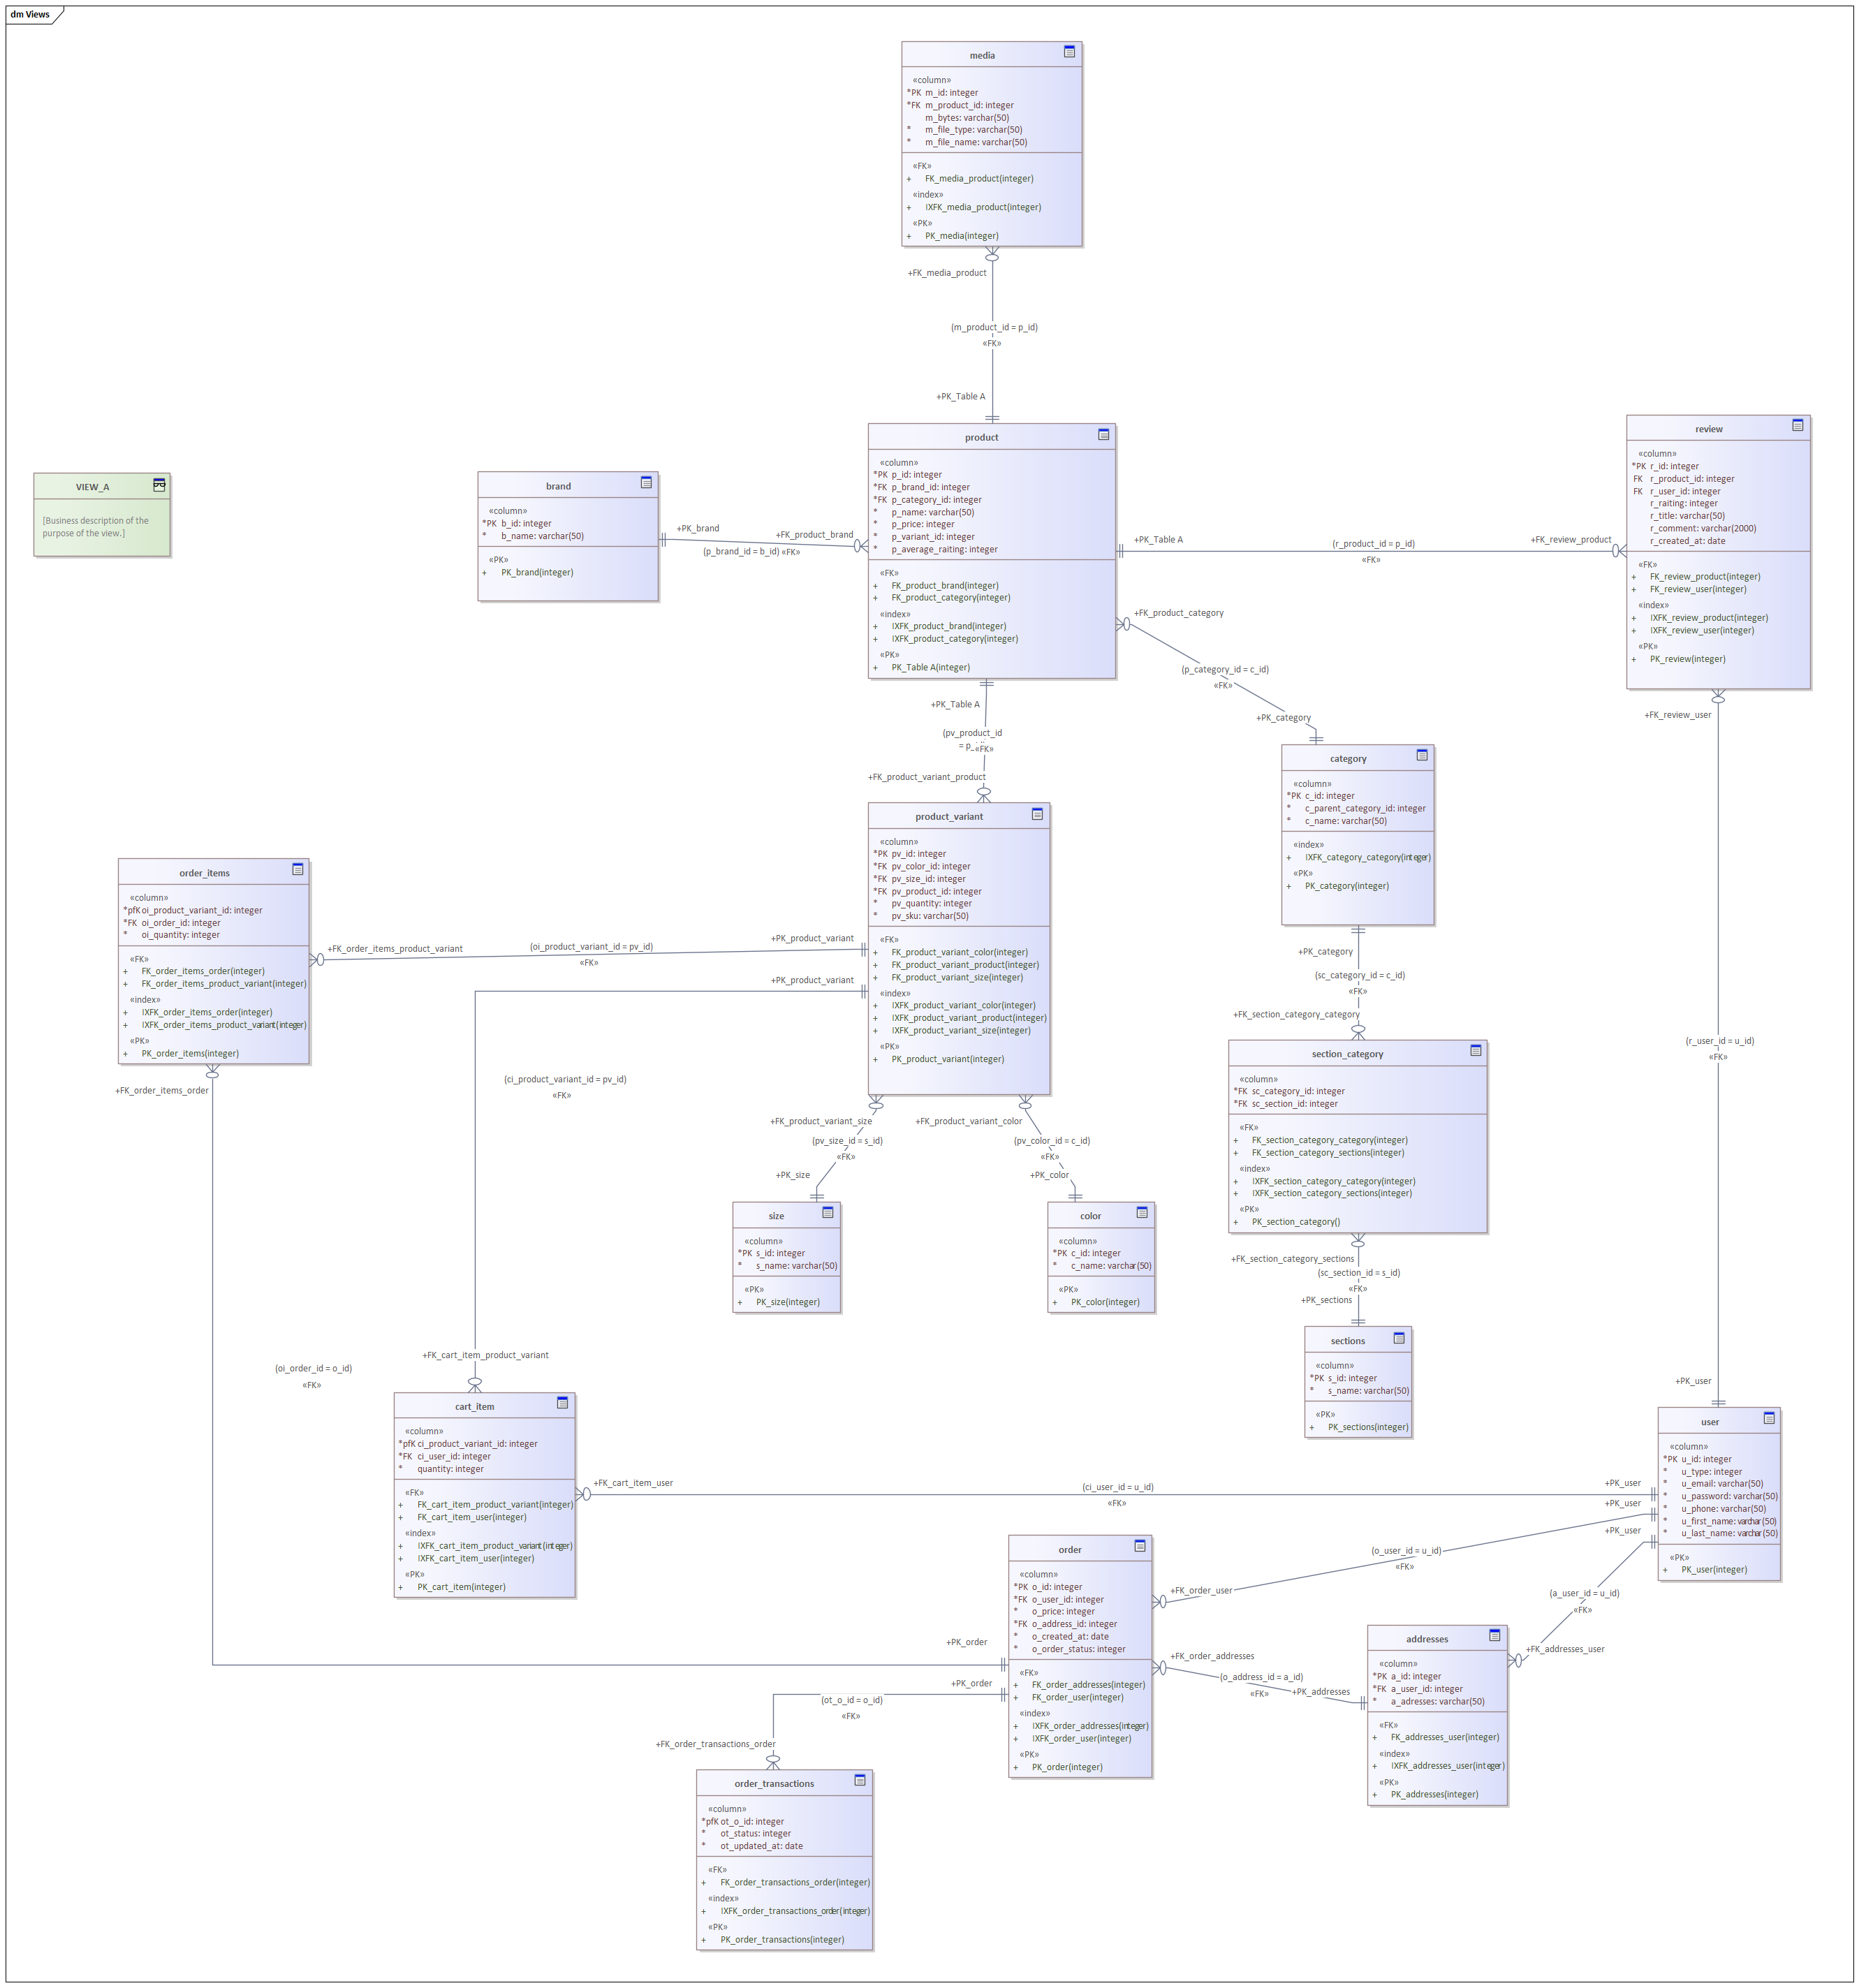 dm Views
media
«column»
*PK m_id: integer
*FK m_product_id: integer
m_bytes: varchar(50)
* m_file_type: varchar(50)
* m_file_name: varchar(50)
«FK»
+ FK_media_product(integer)
«index»
+ IXFK_media_product(integer)
«PK»
+ PK_media(integer)
+FK_media_product
(m_product_id = p_id)
«FK»
+PK_Table A
product
«column»
*PK p_id: integer
*FK p_brand_id: integer
*FK p_category_id: integer
* p_name: varchar(50)
* p_price: integer
* p_variant_id: integer
* p_average_raiting: integer
«FK»
+ FK_product_brand(integer)
+ FK_product_category(integer)
«index»
+ IXFK_product_brand(integer)
+ IXFK_product_category(integer)
«PK»
+ PK_Table A(integer)
review
«column»
*PK r_id: integer
FK r_product_id: integer
FK r_user_id: integer
r_raiting: integer
r_title: varchar(50)
r_comment: varchar(2000)
r_created_at: date
«FK»
+ FK_review_product(integer)
+ FK_review_user(integer)
«index»
+ IXFK_review_product(integer)
+ IXFK_review_user(integer)
«PK»
+ PK_review(integer)
VIEW_A
[Business description of the
purpose of the view.]
brand
«column»
*PK b_id: integer
* b_name: varchar(50)
«PK»
+ PK_brand(integer)
+PK_brand
+FK_product_brand
(p_brand_id = b_id) «FK»
+PK_Table A
(r_product_id = p_id)
«FK»
+FK_review_product
+FK_product_category
(p_category_id = c_id)
«FK»
+PK_category
+FK_review_user
+PK_Table A
(pv_product_id
= p_
«FK»
+FK_product_variant_product
category
«column»
*PK c_id: integer
* c_parent_category_id: integer
* c_name: varchar(50)
«index»
+ IXFK_category_category(integer)
«PK»
+ PK_category(integer)
product_variant
«column»
*PK pv_id: integer
*FK pv_color_id: integer
*FK pv_size_id: integer
*FK pv_product_id: integer
* pv_quantity: integer
* pv_sku: varchar(50)
«FK»
+ FK_product_variant_color(integer)
+ FK_product_variant_product(integer)
+ FK_product_variant_size(integer)
«index»
+ IXFK_product_variant_color(integer)
+ IXFK_product_variant_product(integer)
+ IXFK_product_variant_size(integer)
«PK»
+ PK_product_variant(integer)
order_items
«column»
*pfK oi_product_variant_id: integer
*FK oi_order_id: integer
* oi_quantity: integer
«FK»
+ FK_order_items_order(integer)
+ FK_order_items_product_variant(integer)
«index»
+ IXFK_order_items_order(integer)
+ IXFK_order_items_product_variant(integer)
«PK»
+ PK_order_items(integer)
+FK_order_items_product_variant
(oi_product_variant_id = pv_id)
«FK»
+PK_product_variant
+PK_product_variant
+FK_order_items_order
(ci_product_variant_id = pv_id)
«FK»
+PK_category
(sc_category_id = c_id)
«FK»
+FK_section_category_category
section_category
«column»
*FK sc_category_id: integer
*FK sc_section_id: integer
«FK»
+ FK_section_category_category(integer)
+ FK_section_category_sections(integer)
«index»
+ IXFK_section_category_category(integer)
+ IXFK_section_category_sections(integer)
«PK»
+ PK_section_category()
(r_user_id = u_id)
«FK»
+FK_product_variant_size
(pv_size_id = s_id)
«FK»
+PK_size
+FK_product_variant_color
(pv_color_id = c_id)
«FK»
+PK_color
size
«column»
*PK s_id: integer
* s_name: varchar(50)
«PK»
+ PK_size(integer)
color
«column»
*PK c_id: integer
* c_name: varchar(50)
«PK»
+ PK_color(integer)
+FK_section_category_sections
(sc_section_id = s_id)
«FK»
+PK_sections
sections
«column»
*PK s_id: integer
* s_name: varchar(50)
«PK»
+ PK_sections(integer)
(oi_order_id = o_id)
«FK»
+FK_cart_item_product_variant
cart_item
«column»
*pfK ci_product_variant_id: integer
*FK ci_user_id: integer
* quantity: integer
«FK»
+ FK_cart_item_product_variant(integer)
+ FK_cart_item_user(integer)
«index»
+ IXFK_cart_item_product_variant(integer)
+ IXFK_cart_item_user(integer)
«PK»
+ PK_cart_item(integer)
+PK_user
user
«column»
*PK u_id: integer
* u_type: integer
* u_email: varchar(50)
* u_password: varchar(50)
* u_phone: varchar(50)
* u_first_name: varchar(50)
* u_last_name: varchar(50)
«PK»
+ PK_user(integer)
+FK_cart_item_user
(ci_user_id = u_id)
«FK»
+PK_user
+PK_user
+PK_user
(o_user_id = u_id)
«FK»
+FK_order_user
(a_user_id = u_id)
«FK»
+FK_addresses_user
order
«column»
*PK o_id: integer
*FK o_user_id: integer
* o_price: integer
*FK o_address_id: integer
* o_created_at: date
* o_order_status: integer
«FK»
+ FK_order_addresses(integer)
+ FK_order_user(integer)
«index»
+ IXFK_order_addresses(integer)
+ IXFK_order_user(integer)
«PK»
+ PK_order(integer)
+FK_order_addresses
(o_address_id = a_id)
«FK»
+PK_addresses
addresses
«column»
*PK a_id: integer
*FK a_user_id: integer
* a_adresses: varchar(50)
«FK»
+ FK_addresses_user(integer)
«index»
+ IXFK_addresses_user(integer)
«PK»
+ PK_addresses(integer)
+PK_order
+PK_order
(ot_o_id = o_id)
«FK»
+FK_order_transactions_order
order_transactions
«column»
*pfK ot_o_id: integer
* ot_status: integer
* ot_updated_at: date
«FK»
+ FK_order_transactions_order(integer)
«index»
+ IXFK_order_transactions_order(integer)
«PK»
+ PK_order_transactions(integer)